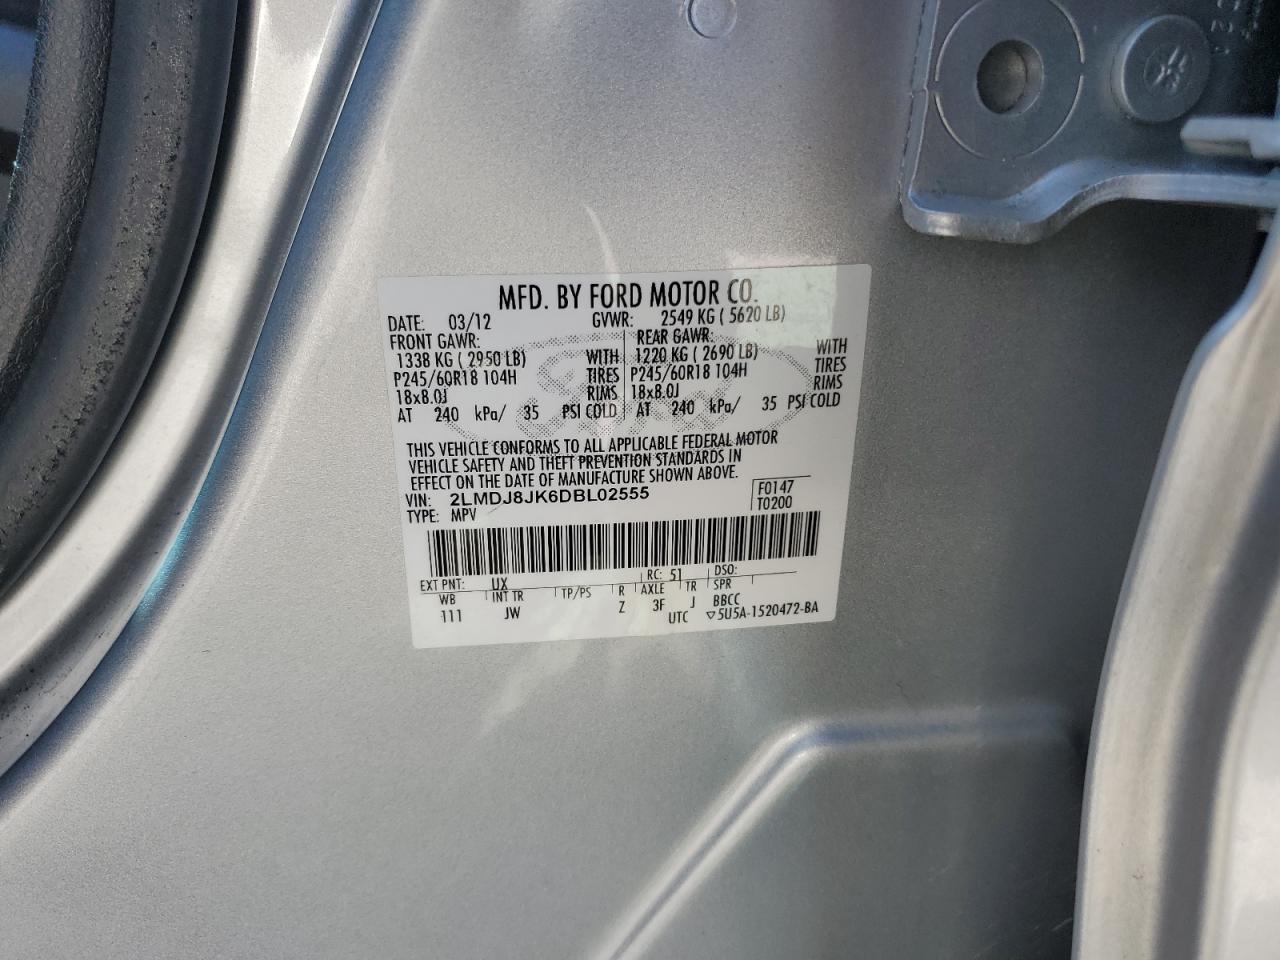 MFD. BY FORD MOTOR CO.
DATE: 03/12 GVWR: 2549 KG ( 5620 LB)
FRONT GAWR: REAR GAWR:
1338 KG ( 2950 LB) WITH 1220 KG ( 2690 LB) WITH
P245/60R18 104H TIRES P245/60R18 104H TIRES
18x8.0J RIMS 18x8.0J RIMS
AT 240 kPa/ 35 PSI COLD AT 240 kPa/ 35 PSI COLD
THIS VEHICLE CONFORMS TO ALL APPLICABLE FEDERAL MOTOR
VEHICLE SAFETY AND THEFT PREVENTION STANDARDS IN
EFFECT ON THE DATE OF MANUFACTURE SHOWN ABOVE.
VIN: 2LMDJ8JK6DBL02555 F0147
TYPE: MPV T0200
EXT PNT: UX RC: 51 DSO:
WB INT TR TP/PS R AXLE TR SPR
111 JW Z 3F J BBCC
UTC ▽5U5A-1520472-BA